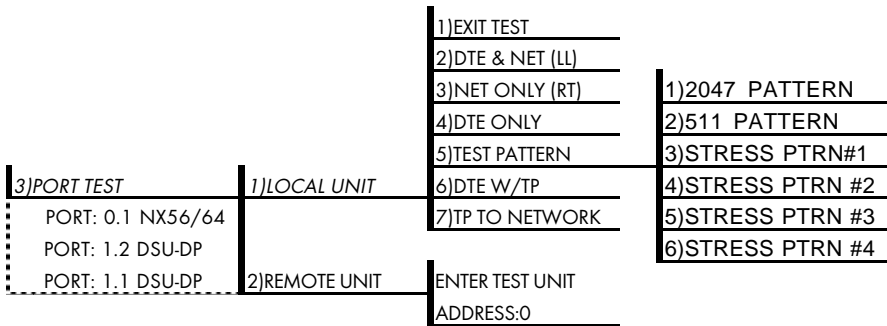 1)EXIT TEST
2)DTE & NET (LL)
3)NET ONLY (RT)
4)DTE ONLY
5)TEST PATTERN
6)DTE W/TP
7)TP TO NETWORK
1)2047 PATTERN
2)511 PATTERN
3)STRESS PTRN#1
4)STRESS PTRN #2
5)STRESS PTRN #3
6)STRESS PTRN #4
3)PORT TEST
PORT: 0.1 NX56/64
PORT: 1.2 DSU-DP
PORT: 1.1 DSU-DP
1)LOCAL UNIT
2)REMOTE UNIT
ENTER TEST UNIT
ADDRESS:0